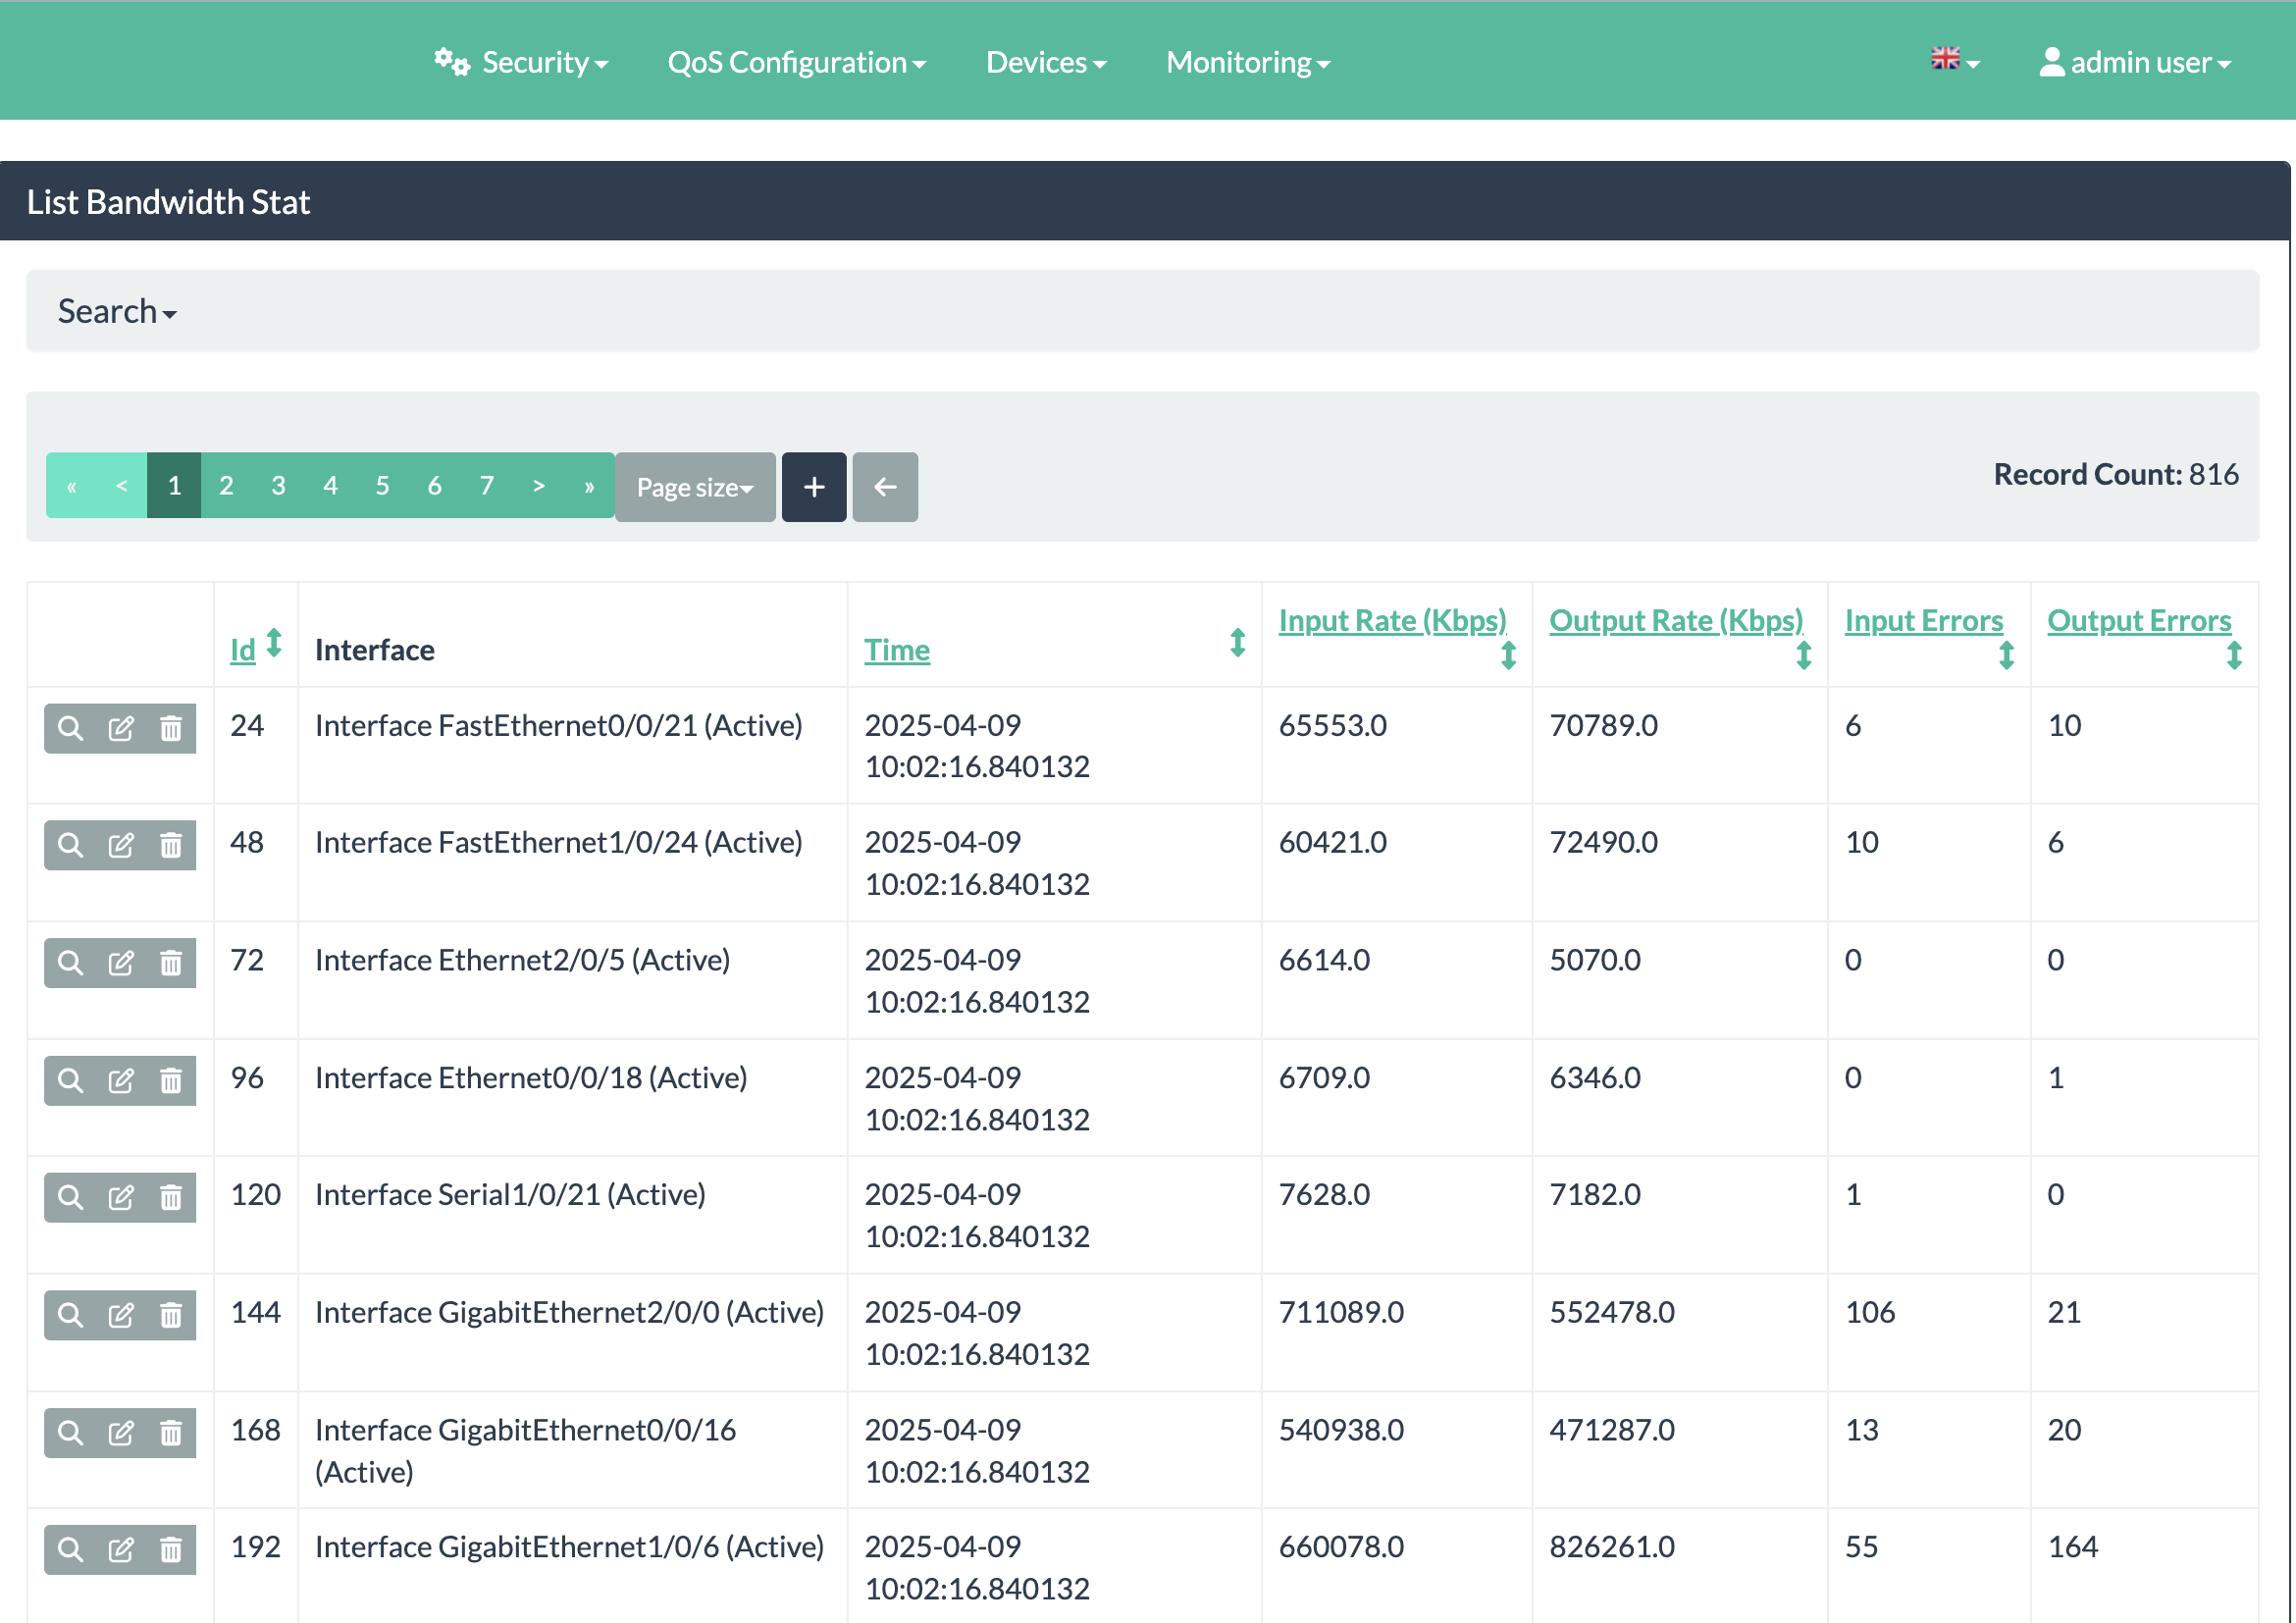 Security QoS Configuration Devices Monitoring admin user
List Bandwidth Stat
Search
« < 1 2 3 4 5 6 7 > » Page size + Record Count: 816
Id Interface Time Input Rate (Kbps) Output Rate (Kbps) Input Errors Output Errors
24 Interface FastEthernet0/0/21 (Active) 2025-04-09 65553.0 70789.0 6 10
10:02:16.840132
48 Interface FastEthernet1/0/24 (Active) 2025-04-09 60421.0 72490.0 10 6
10:02:16.840132
72 Interface Ethernet2/0/5 (Active) 2025-04-09 6614.0 5070.0 0 0
10:02:16.840132
96 Interface Ethernet0/0/18 (Active) 2025-04-09 6709.0 6346.0 0 1
10:02:16.840132
120 Interface Serial1/0/21 (Active) 2025-04-09 7628.0 7182.0 1 0
10:02:16.840132
144 Interface GigabitEthernet2/0/0 (Active) 2025-04-09 711089.0 552478.0 106 21
10:02:16.840132
168 Interface GigabitEthernet0/0/16 2025-04-09 540938.0 471287.0 13 20
(Active) 10:02:16.840132
192 Interface GigabitEthernet1/0/6 (Active) 2025-04-09 660078.0 826261.0 55 164
10:02:16.840132